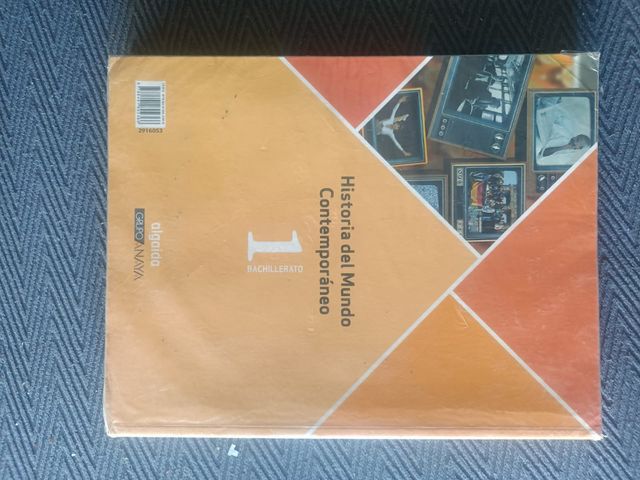 Historia del Mundo
Contemporáneo
1
BACHILLERATO
algaida
GRUPO ANAYA
2916053